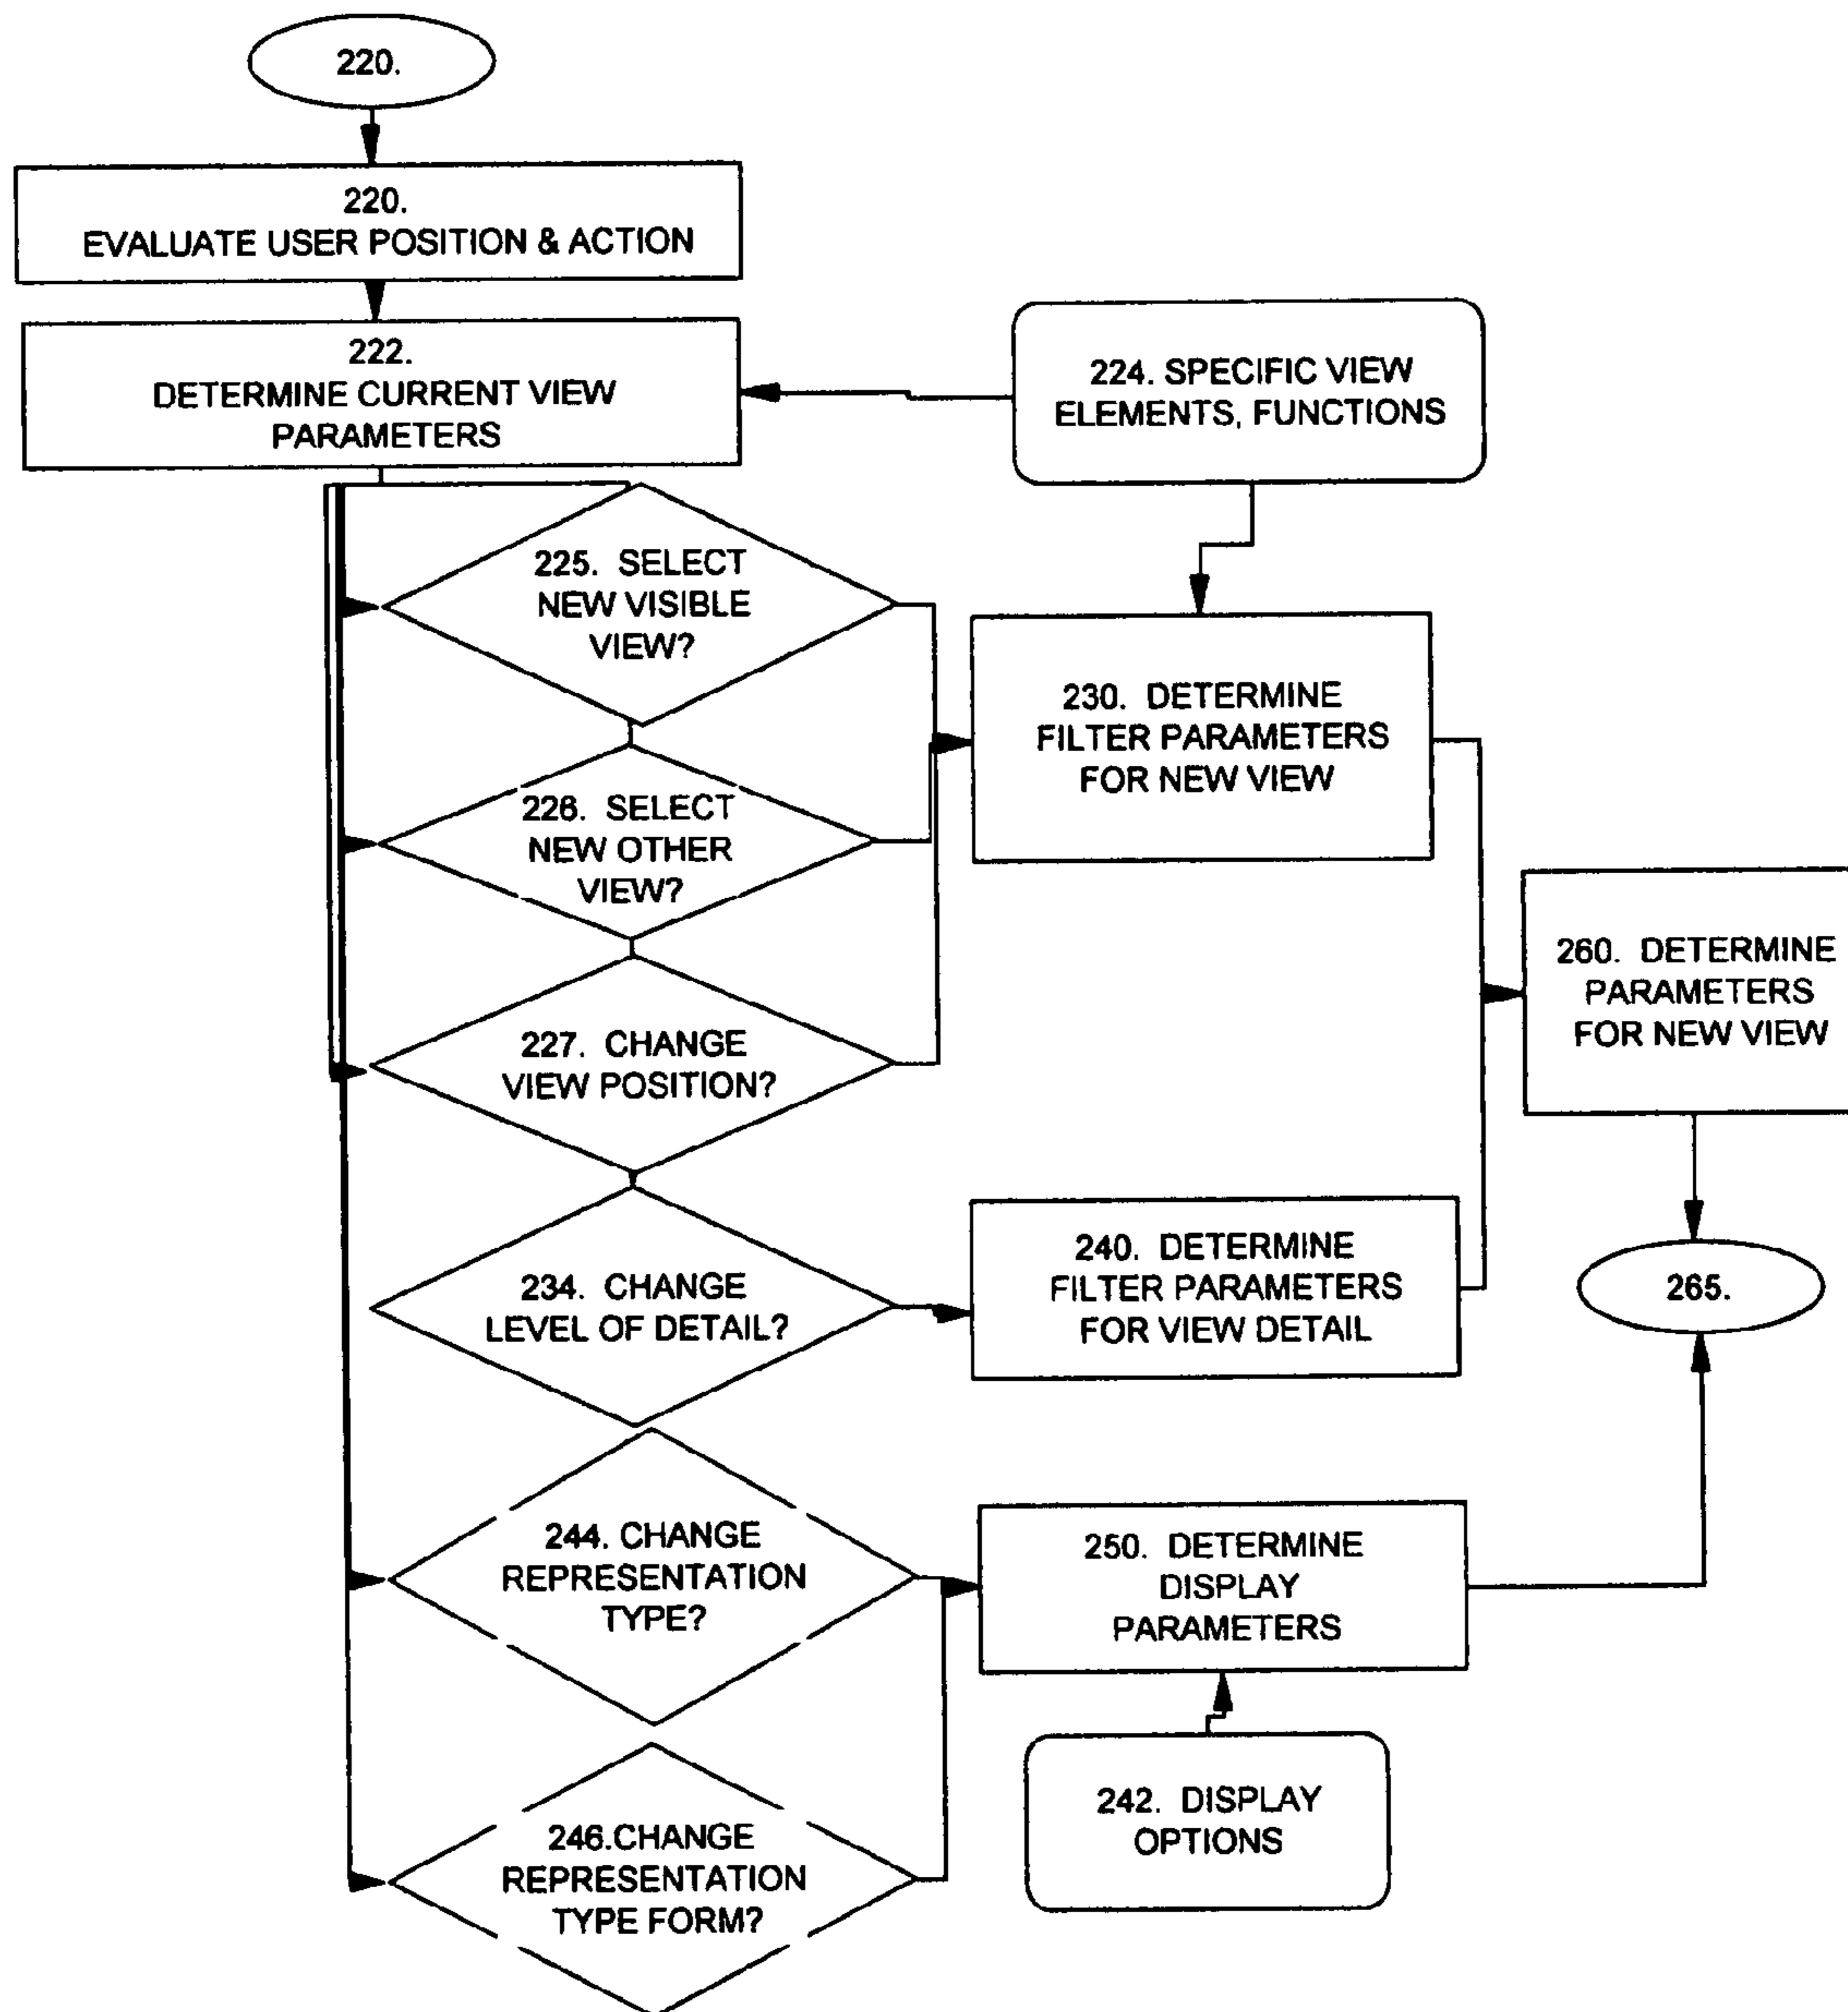 220.
220.
EVALUATE USER POSITION & ACTION
222.
DETERMINE CURRENT VIEW
PARAMETERS
224. SPECIFIC VIEW
ELEMENTS, FUNCTIONS
225. SELECT
NEW VISIBLE
VIEW?
226. SELECT
NEW OTHER
VIEW?
227. CHANGE
VIEW POSITION?
230. DETERMINE
FILTER PARAMETERS
FOR NEW VIEW
260. DETERMINE
PARAMETERS
FOR NEW VIEW
234. CHANGE
LEVEL OF DETAIL?
240. DETERMINE
FILTER PARAMETERS
FOR VIEW DETAIL
265.
244. CHANGE
REPRESENTATION
TYPE?
250. DETERMINE
DISPLAY
PARAMETERS
246.CHANGE
REPRESENTATION
TYPE FORM?
242. DISPLAY
OPTIONS